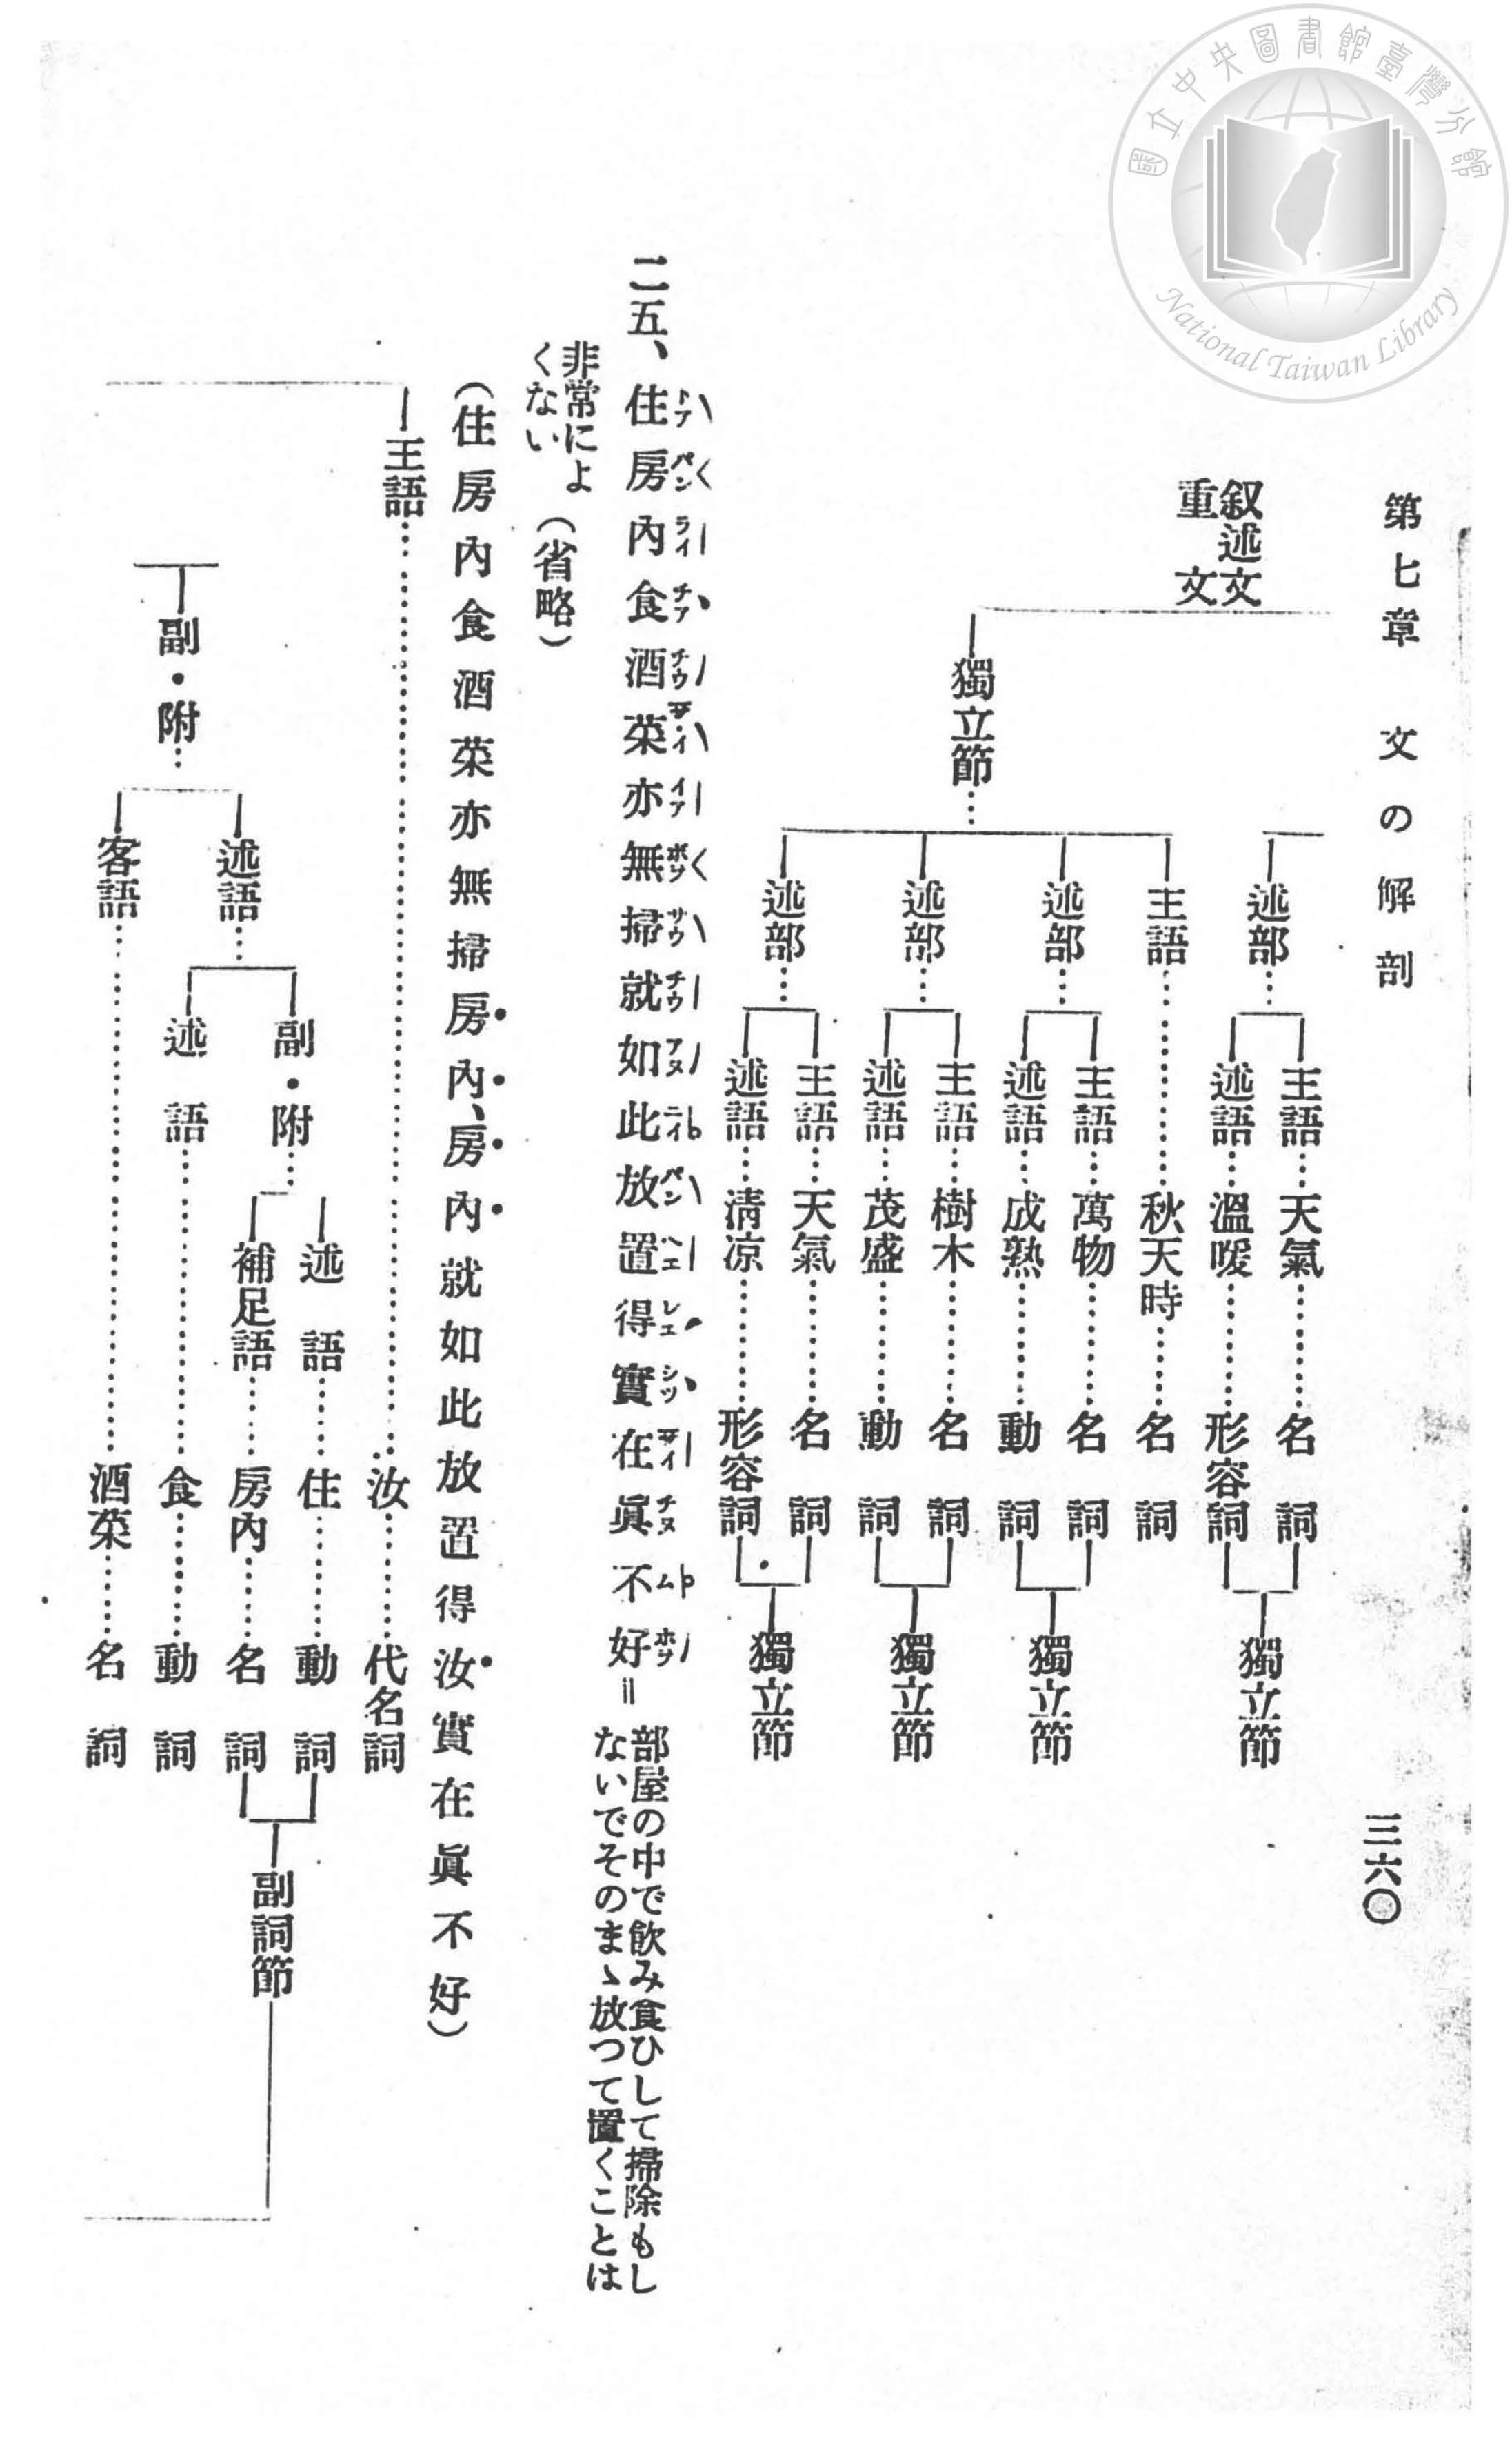 國立中央圖書館臺灣分館
National Taiwan Library
第七章 文の解剖
三六〇
叙述文
重文
述部
主語 天氣 名詞
述語 溫暖 形容詞
獨立節
獨立節
主語 秋天時 名詞
述部
主語 萬物 名詞
述語 成熟 動詞
獨立節
述部
主語 樹木 名詞
述語 茂盛 動詞
獨立節
述部
主語 天氣 名詞
述語 淸凉 形容詞
獨立節
二五、住房內食酒菜亦無掃就如此放置得實在眞不好=部屋の中で飮み食ひして掃除もし
ないでそのまゝ放つて置くことは
非常によ
くない
(省略)
(住房內食酒菜亦無掃房內、房內就如此放置得汝實在眞不好)
主語 汝 代名詞
副・附
述語
副・附
述語 住 動詞
補足語 房內 名詞
副詞節
述語 食 動詞
客語 酒菜 名詞